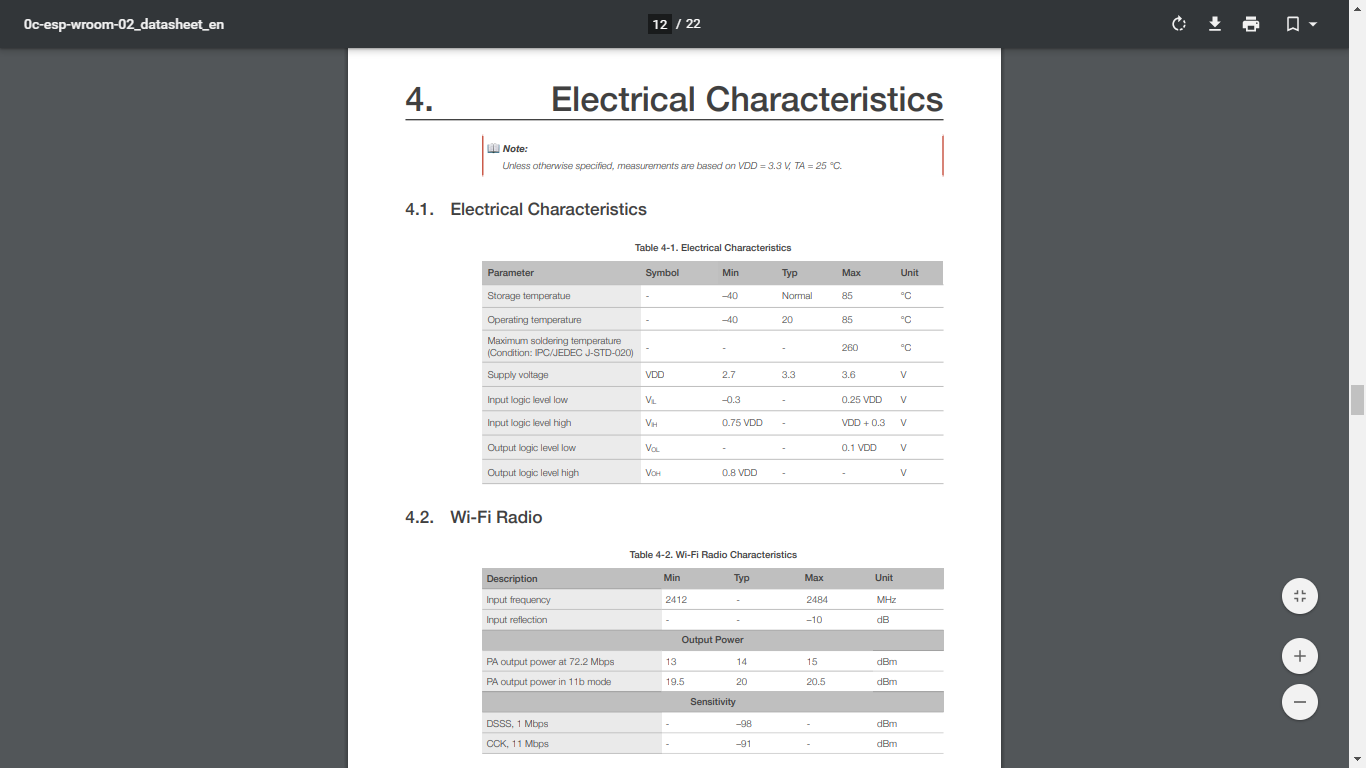 0c-esp-wroom-02_datasheet_en
12 / 22
4. Electrical Characteristics
Note:
Unless otherwise specified, measurements are based on VDD = 3.3 V, TA = 25 °C.
4.1. Electrical Characteristics
Table 4-1. Electrical Characteristics
Parameter Symbol Min Typ Max Unit
Storage temperatue - –40 Normal 85 °C
Operating temperature - –40 20 85 °C
Maximum soldering temperature
(Condition: IPC/JEDEC J-STD-020) - - - 260 °C
Supply voltage VDD 2.7 3.3 3.6 V
Input logic level low VIL –0.3 - 0.25 VDD V
Input logic level high VIH 0.75 VDD - VDD + 0.3 V
Output logic level low VOL - - 0.1 VDD V
Output logic level high VOH 0.8 VDD - - V
4.2. Wi-Fi Radio
Table 4-2. Wi-Fi Radio Characteristics
Description Min Typ Max Unit
Input frequency 2412 - 2484 MHz
Input reflection - - –10 dB
Output Power
PA output power at 72.2 Mbps 13 14 15 dBm
PA output power in 11b mode 19.5 20 20.5 dBm
Sensitivity
DSSS, 1 Mbps - –98 - dBm
CCK, 11 Mbps - –91 - dBm